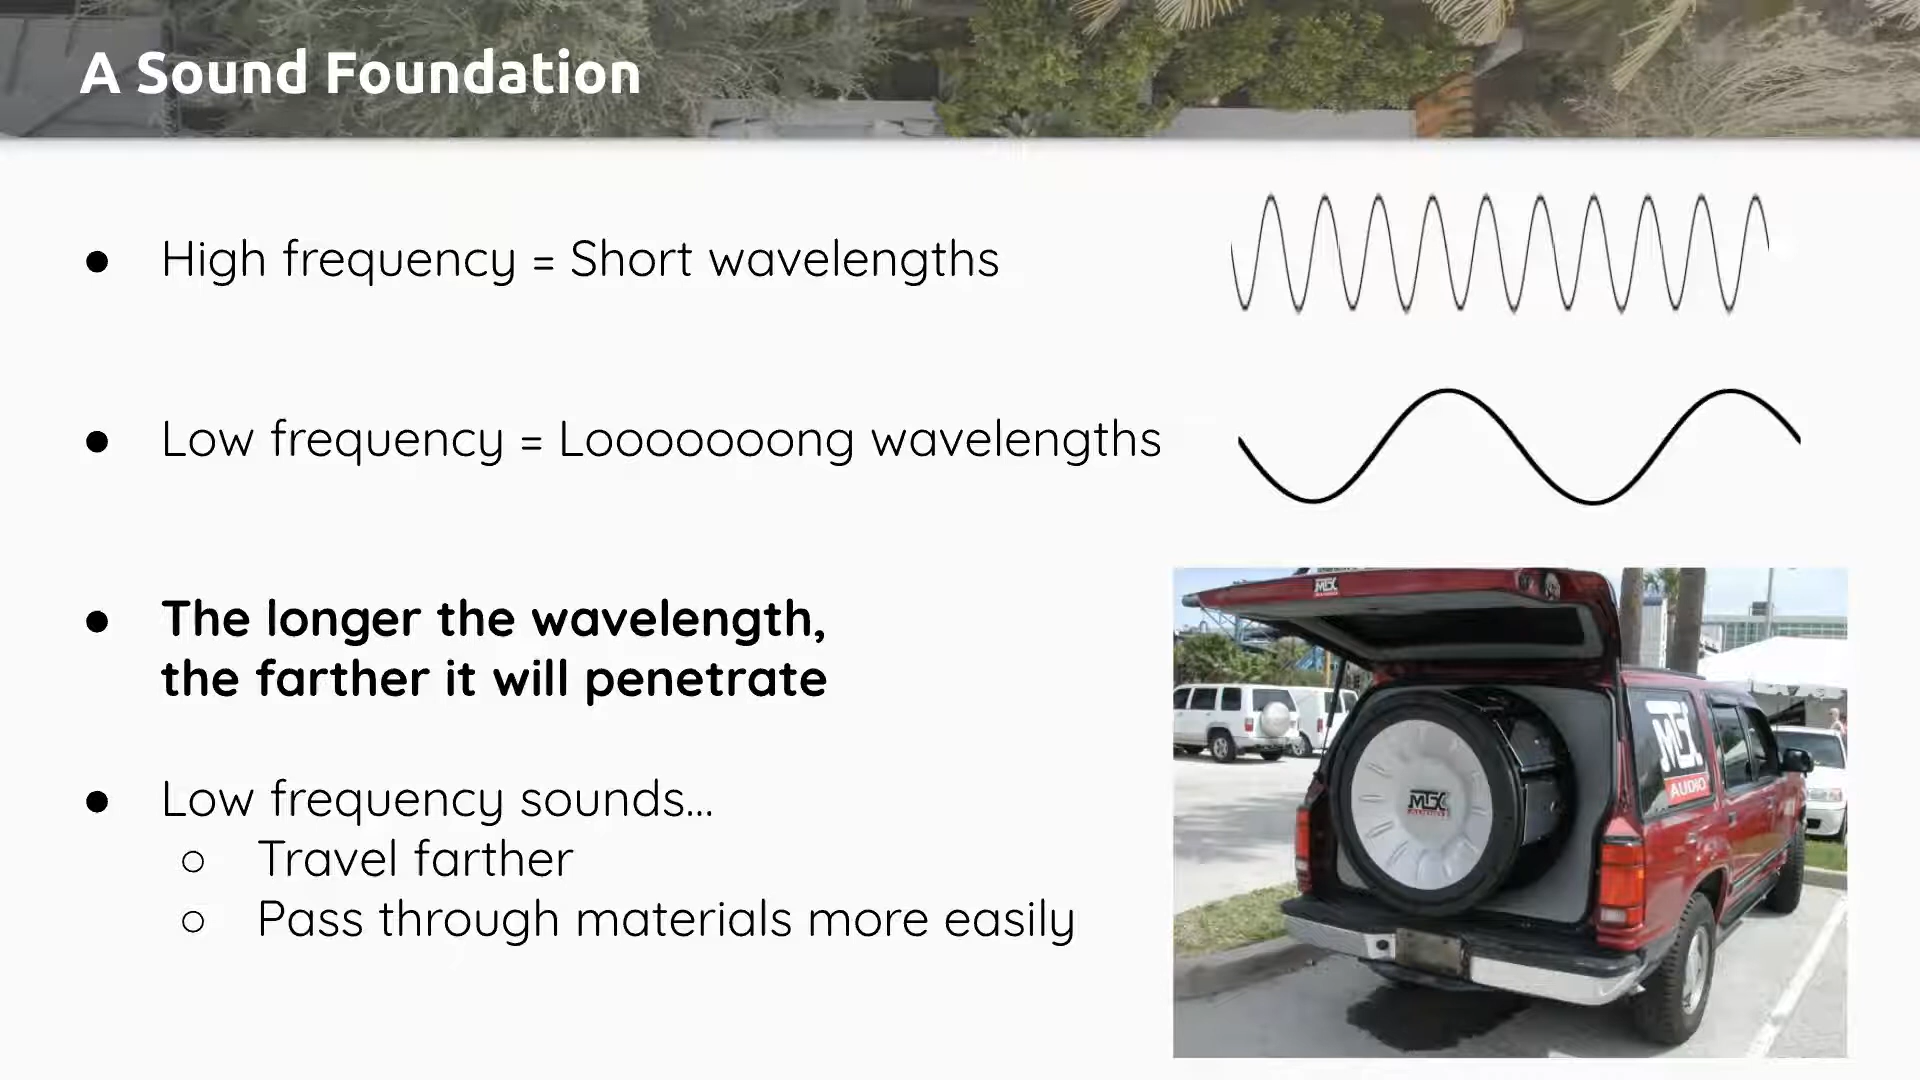 A Sound Foundation
High frequency = Short wavelengths
Low frequency = Looooooong wavelengths
The longer the wavelength,
the farther it will penetrate
Low frequency sounds...
Travel farther
Pass through materials more easily
MTX
MTX
AUDIO
MTX